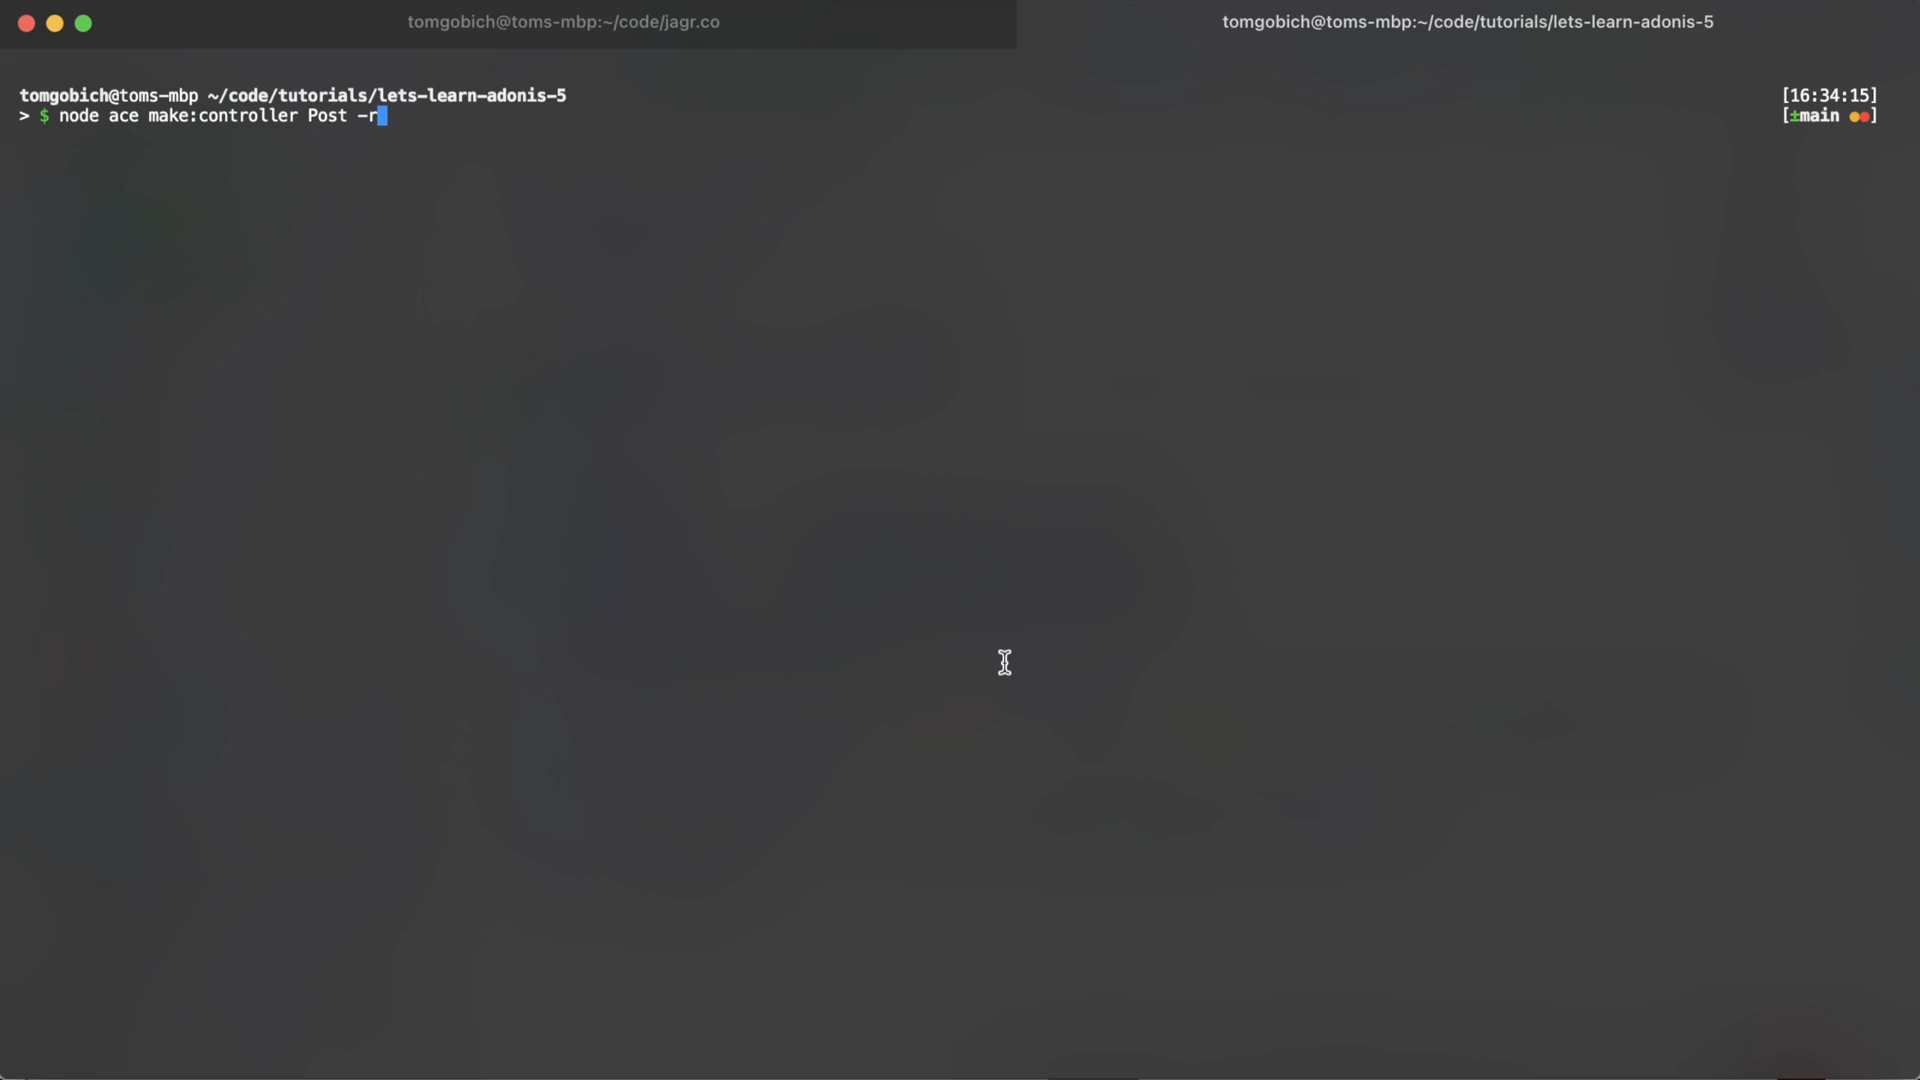 tomgobich@toms-mbp:~/code/jagr.co
tomgobich@toms-mbp:~/code/tutorials/lets-learn-adonis-5
tomgobich@toms-mbp ~/code/tutorials/lets-learn-adonis-5 [16:34:15]
> $ node ace make:controller Post -r [±main ●●]